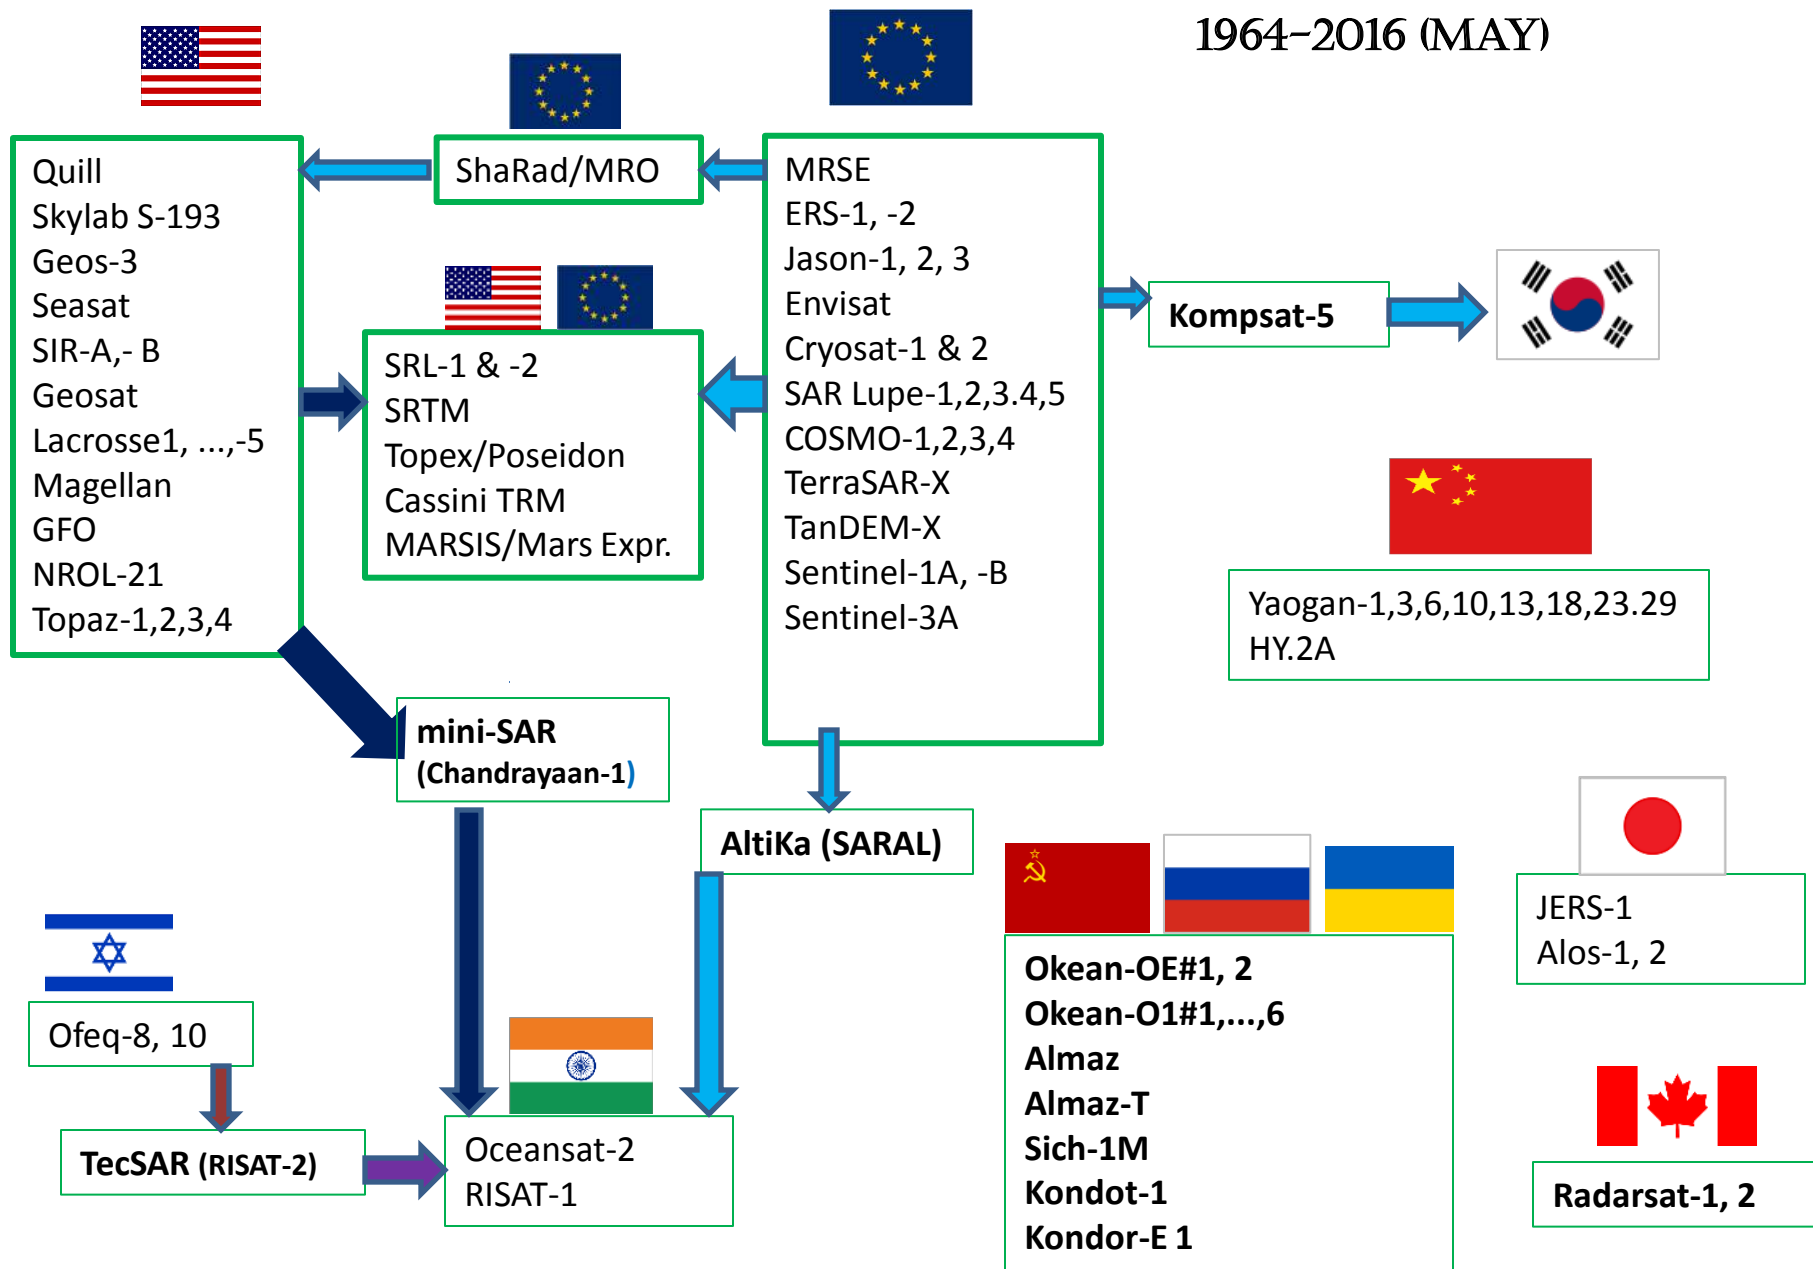 1964-2016 (MAY)
Quill
Skylab S-193
Geos-3
Seasat
SIR-A,- B
Geosat
Lacrosse1, ...,-5
Magellan
GFO
NROL-21
Topaz-1,2,3,4
ShaRad/MRO
SRL-1 & -2
SRTM
Topex/Poseidon
Cassini TRM
MARSIS/Mars Expr.
MRSE
ERS-1, -2
Jason-1, 2, 3
Envisat
Cryosat-1 & 2
SAR Lupe-1,2,3.4,5
COSMO-1,2,3,4
TerraSAR-X
TanDEM-X
Sentinel-1A, -B
Sentinel-3A
Kompsat-5
Yaogan-1,3,6,10,13,18,23.29
HY.2A
mini-SAR
(Chandrayaan-1)
AltiKa (SARAL)
JERS-1
Alos-1, 2
Ofeq-8, 10
TecSAR (RISAT-2)
Oceansat-2
RISAT-1
Okean-OE#1, 2
Okean-O1#1,...,6
Almaz
Almaz-T
Sich-1M
Kondot-1
Kondor-E 1
Radarsat-1, 2